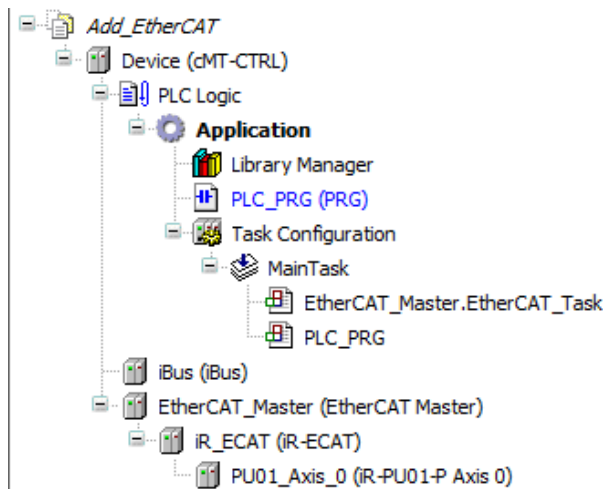 Add_EtherCAT
Device (cMT-CTRL)
PLC Logic
Application
Library Manager
PLC_PRG (PRG)
Task Configuration
MainTask
EtherCAT_Master.EtherCAT_Task
PLC_PRG
iBus (iBus)
EtherCAT_Master (EtherCAT Master)
iR_ECAT (iR-ECAT)
PU01_Axis_0 (iR-PU01-P Axis 0)